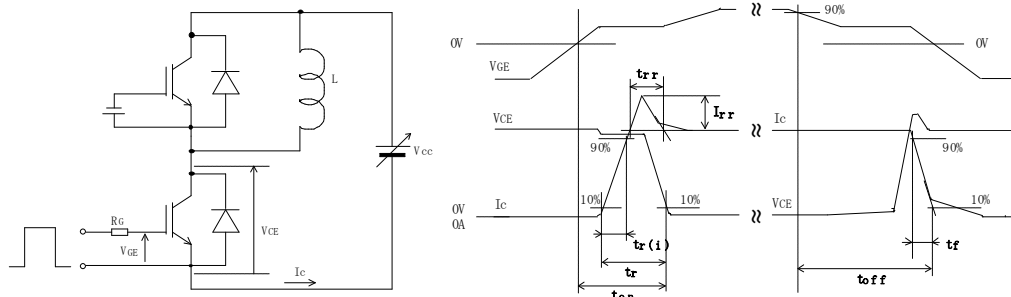 L
Vcc
RG
VGE
VCE
Ic
0V
VGE
90%
0V
trr
Irr
VCE
Ic
90%
90%
Ic
10%
10%
VCE
10%
0V
0A
tr(i)
tr
tf
toff
ton